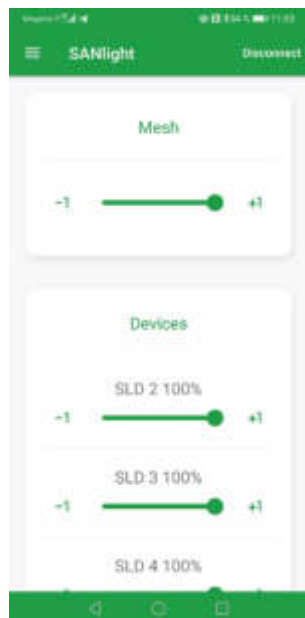 SANlight
Disconnect
Mesh
-1
+1
Devices
SLD 2 100%
-1
+1
SLD 3 100%
-1
+1
SLD 4 100%